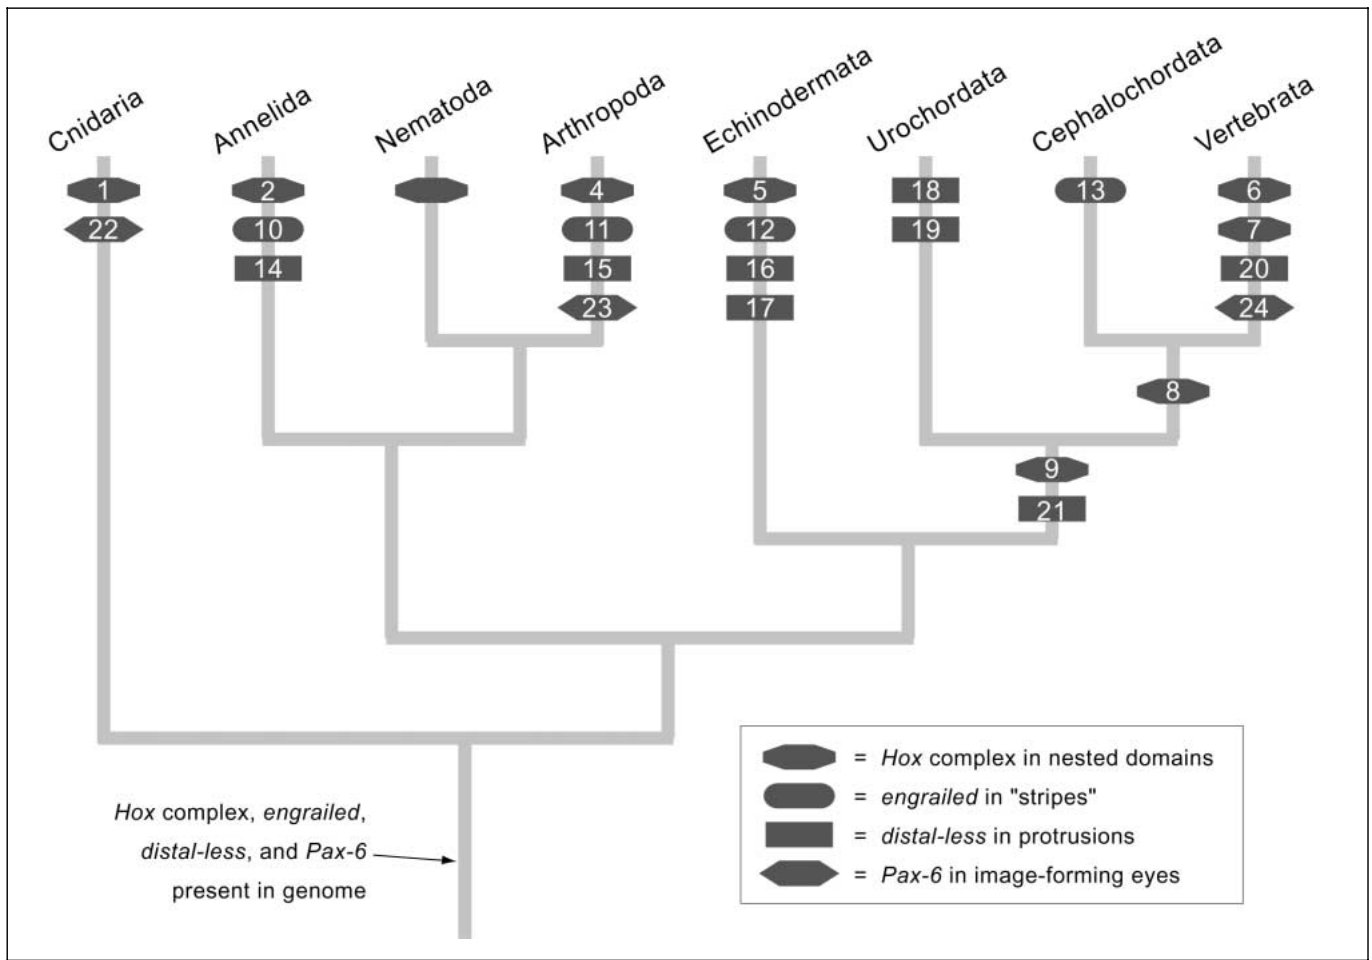 Cnidaria
Annelida
Nematoda
Arthropoda
Echinodermata
Urochordata
Cephalochordata
Vertebrata
1
2
4
5
18
13
6
22
10
11
12
19
7
14
15
16
20
23
17
24
8
9
21
Hox complex, engrailed,
distal-less, and Pax-6
present in genome
= Hox complex in nested domains
= engrailed in "stripes"
= distal-less in protrusions
= Pax-6 in image-forming eyes